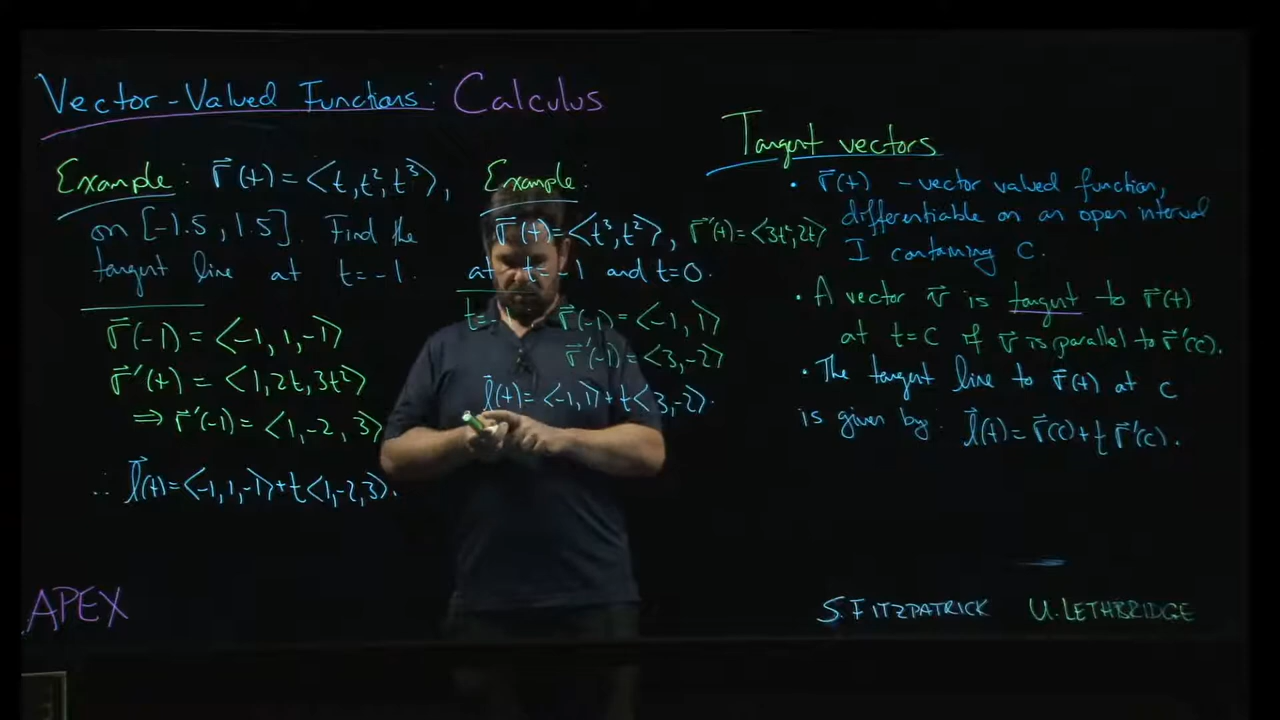 Vector-Valued Functions: Calculus
Example: r⃗(t) = ⟨t, t², t³⟩,
on [-1.5, 1.5]. Find the
tangent line at t=-1.
r⃗(-1) = ⟨-1, 1, -1⟩
r⃗'(t) = ⟨1, 2t, 3t²⟩
⇒ r⃗'(-1) = ⟨1, -2, 3⟩
∴ l⃗(t) = ⟨-1, 1, -1⟩ + t⟨1, -2, 3⟩.
Example:
r⃗(t) = ⟨t³, t²⟩, r⃗'(t) = ⟨3t², 2t⟩
at t=-1 and t=0.
t=-1 r⃗(-1) = ⟨-1, 1⟩
r⃗'(-1) = ⟨3, -2⟩
l⃗(t) = ⟨-1, 1⟩ + t⟨3, -2⟩.
Tangent vectors
• r⃗(t) - vector valued function,
differentiable on an open interval
I containing c.
• A vector v⃗ is tangent to r⃗(t)
at t=c if v⃗ is parallel to r⃗'(c).
• The tangent line to r⃗(t) at c
is given by: l⃗(t) = r⃗(c) + t r⃗'(c).
APEX
S. FITZPATRICK U. LETHBRIDGE